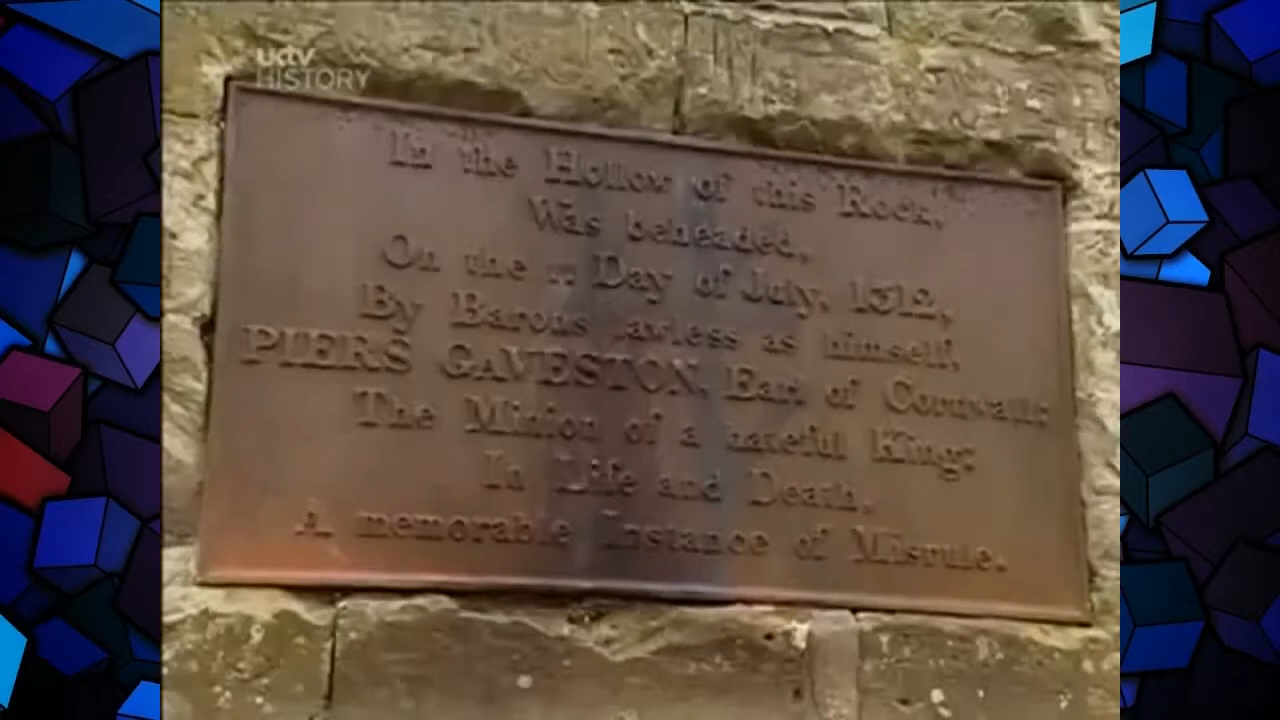 uktv
HISTORY
In the Hollow of this Rock,
Was beheaded,
On the Day of July, 1312,
By Barons lawless as himself,
PIERS GAVESTON, Earl of Cornwall:
The Minion of a hateful King:
In Life and Death,
A memorable Instance of Misrule.